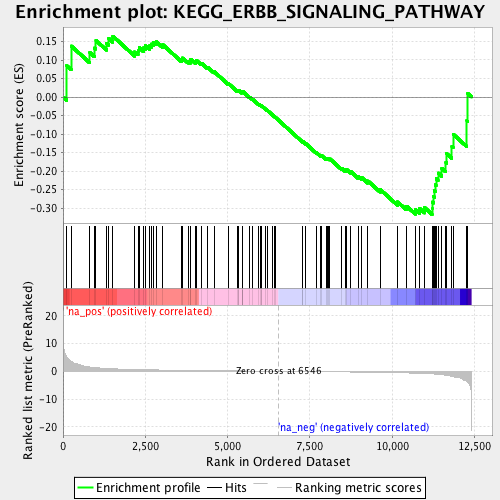 Enrichment plot: KEGG_ERBB_SIGNALING_PATHWAY
Enrichment score (ES)
0.15
0.10
0.05
0.00
-0.05
-0.10
-0.15
-0.20
-0.25
-0.30
'na_pos' (positively correlated)
Ranked list metric (PreRanked)
20
10
0
-10
-20
Zero cross at 6546
'na_neg' (negatively correlated)
0
2,500
5,000
7,500
10,000
12,500
Rank in Ordered Dataset
Enrichment profile
Hits
Ranking metric scores